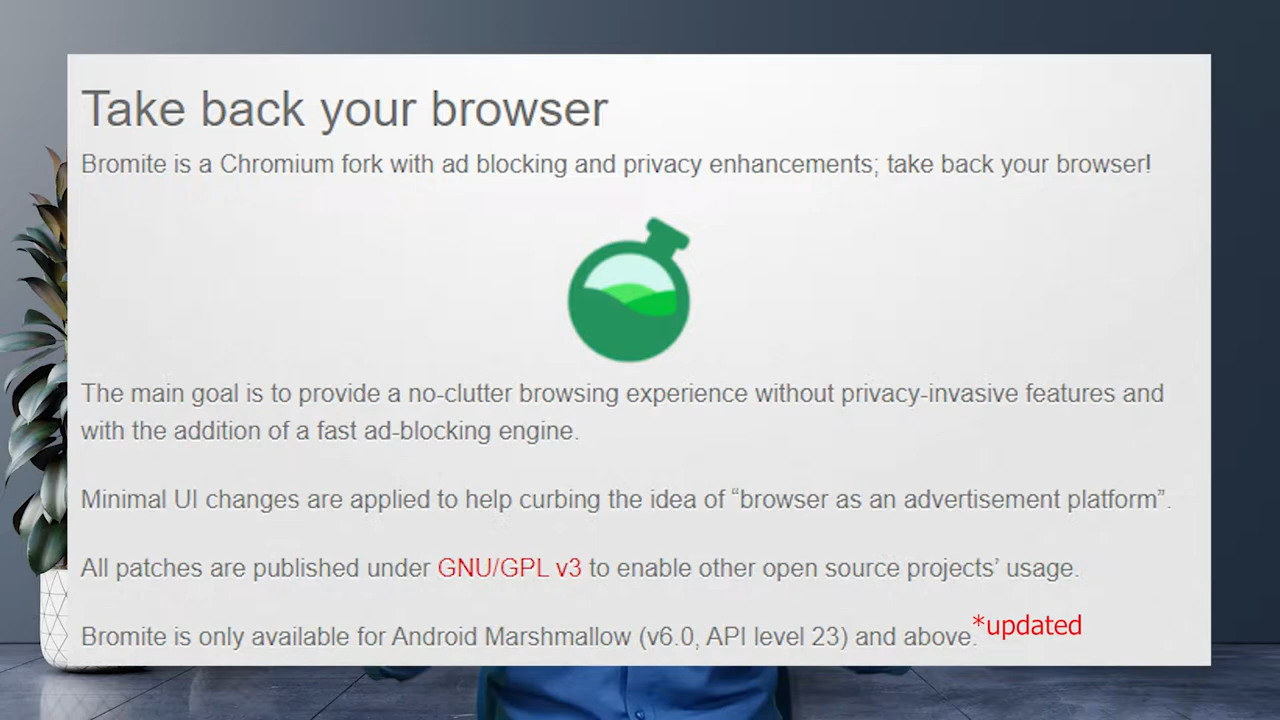 Take back your browser
Bromite is a Chromium fork with ad blocking and privacy enhancements; take back your browser!
The main goal is to provide a no-clutter browsing experience without privacy-invasive features and
with the addition of a fast ad-blocking engine.
Minimal UI changes are applied to help curbing the idea of “browser as an advertisement platform”.
All patches are published under GNU/GPL v3 to enable other open source projects’ usage.
Bromite is only available for Android Marshmallow (v6.0, API level 23) and above.
*updated